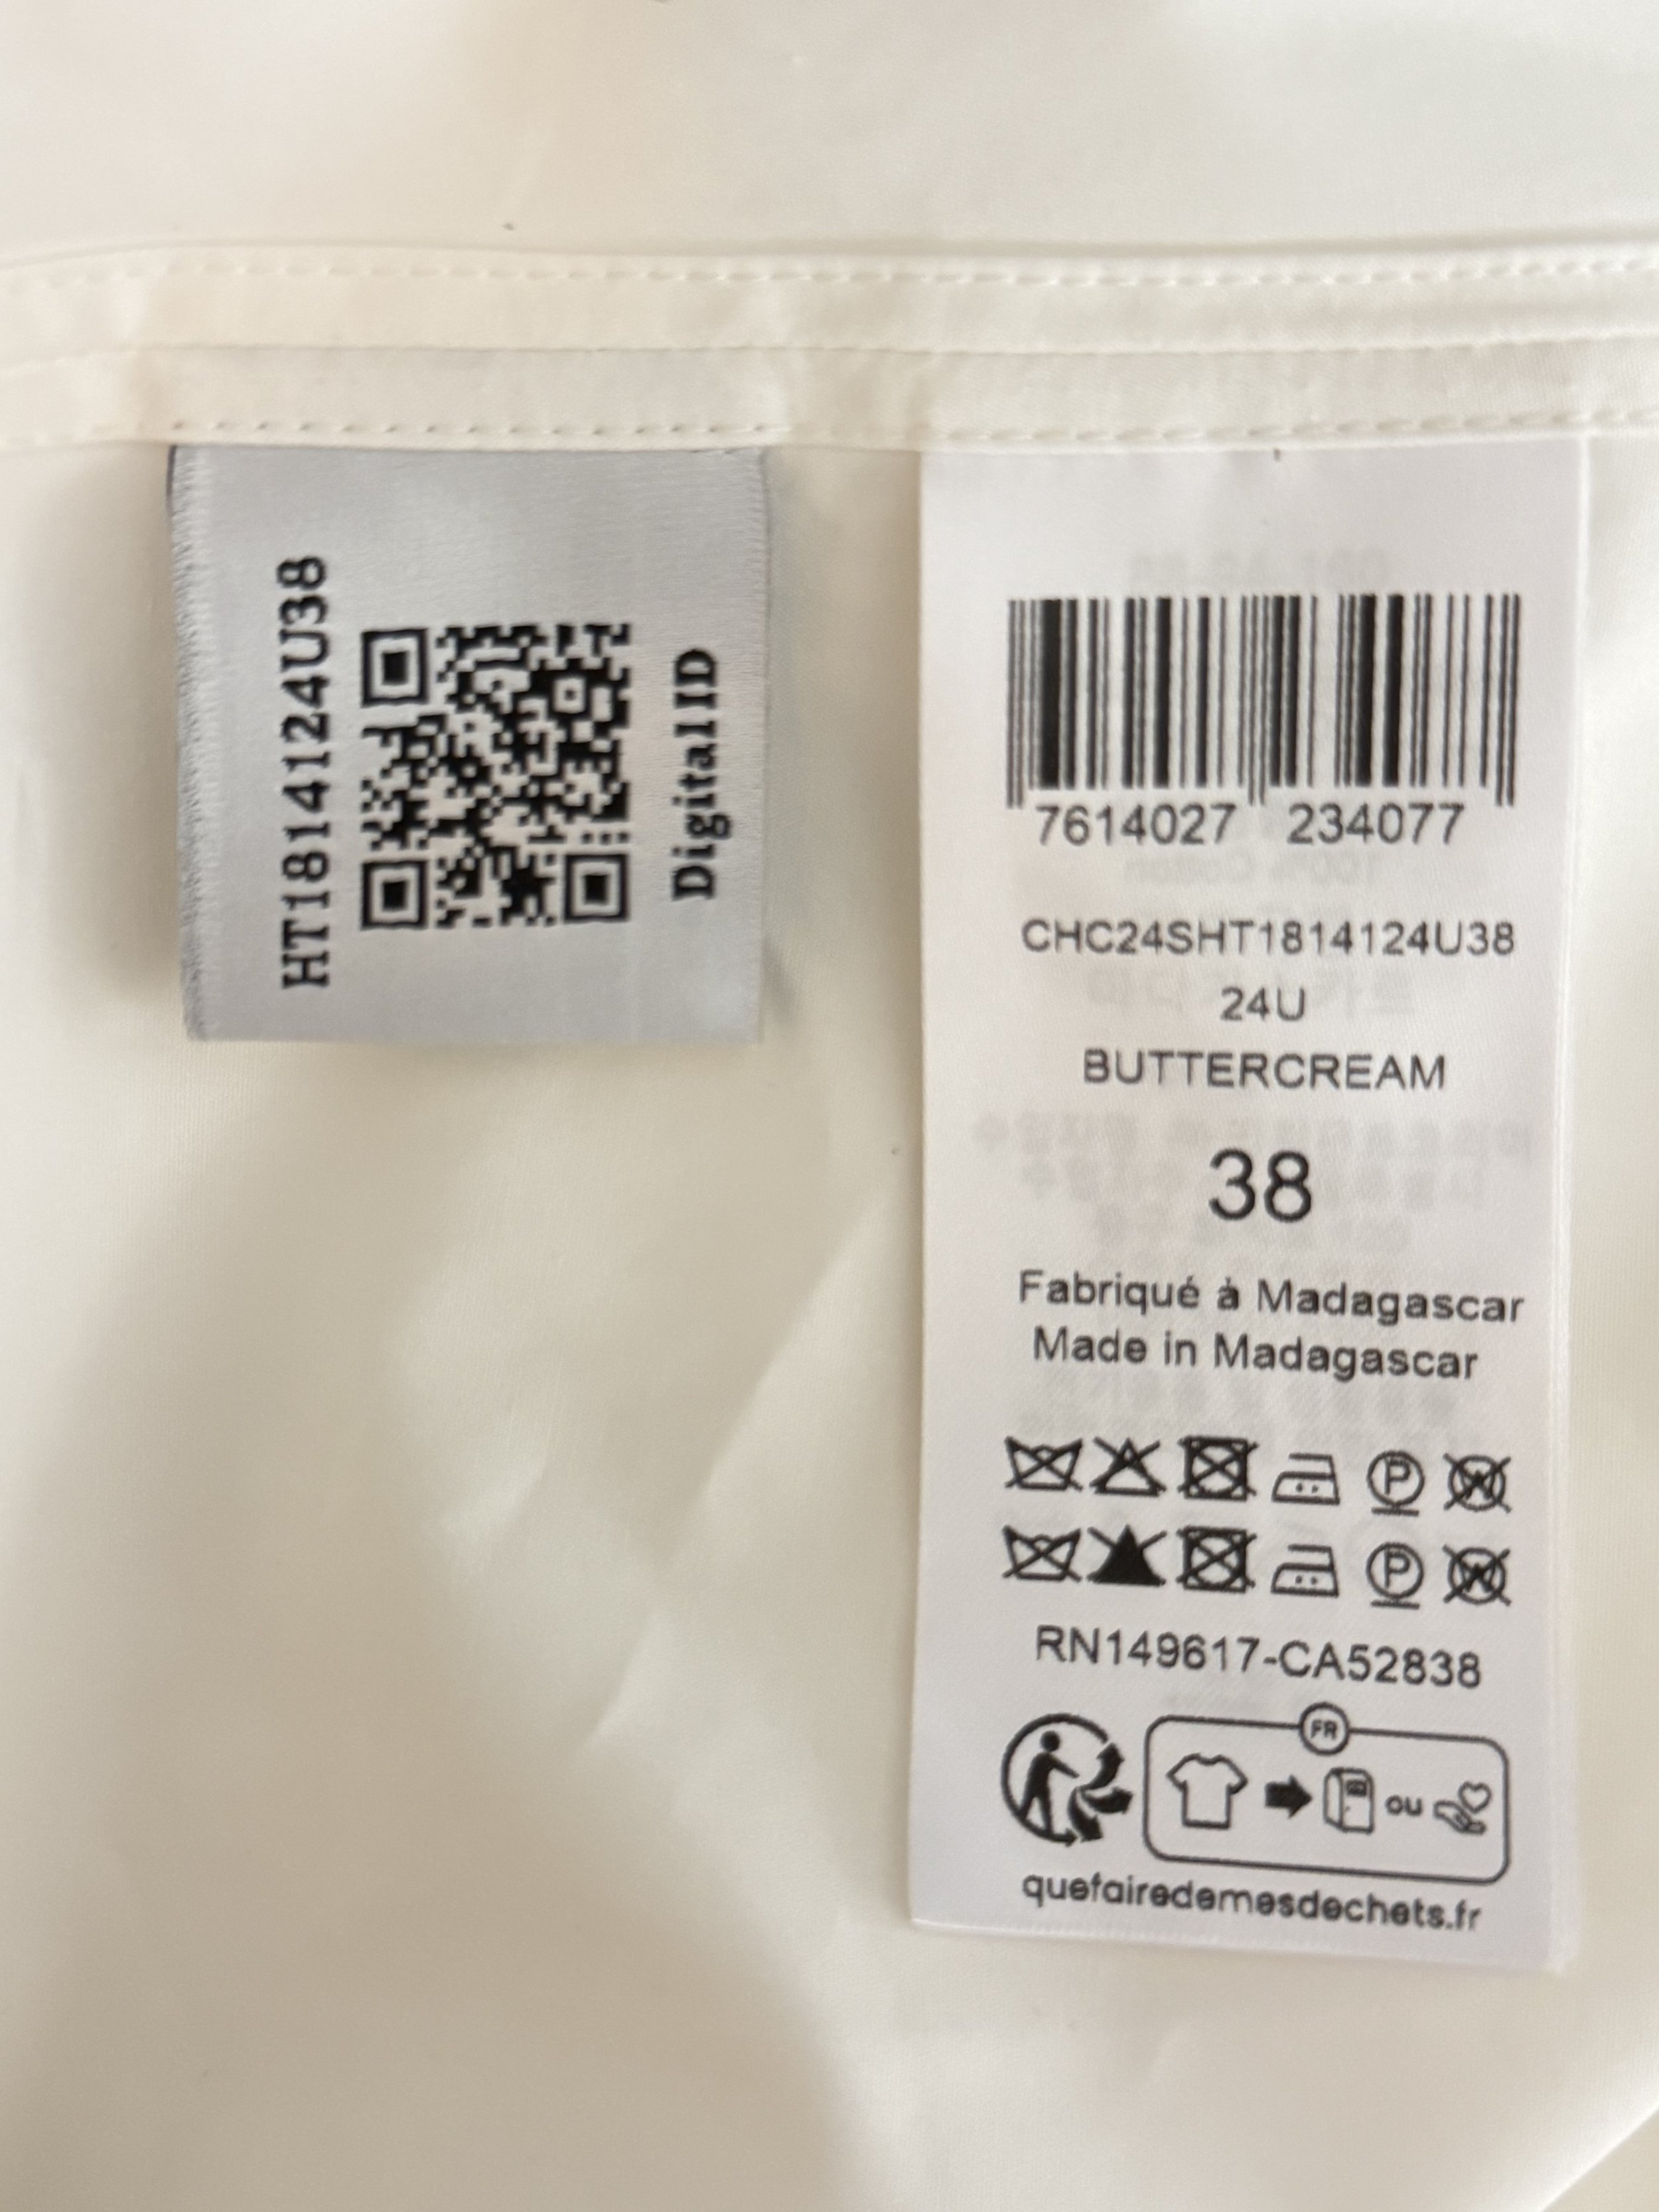 HT1814124U38
Digital ID
7614027 234077
CHC24SHT1814124U38
24U
BUTTERCREAM
38
Fabriqué à Madagascar
Made in Madagascar
P W
P W
RN149617-CA52838
FR
ou
quefairedemesdechets.fr